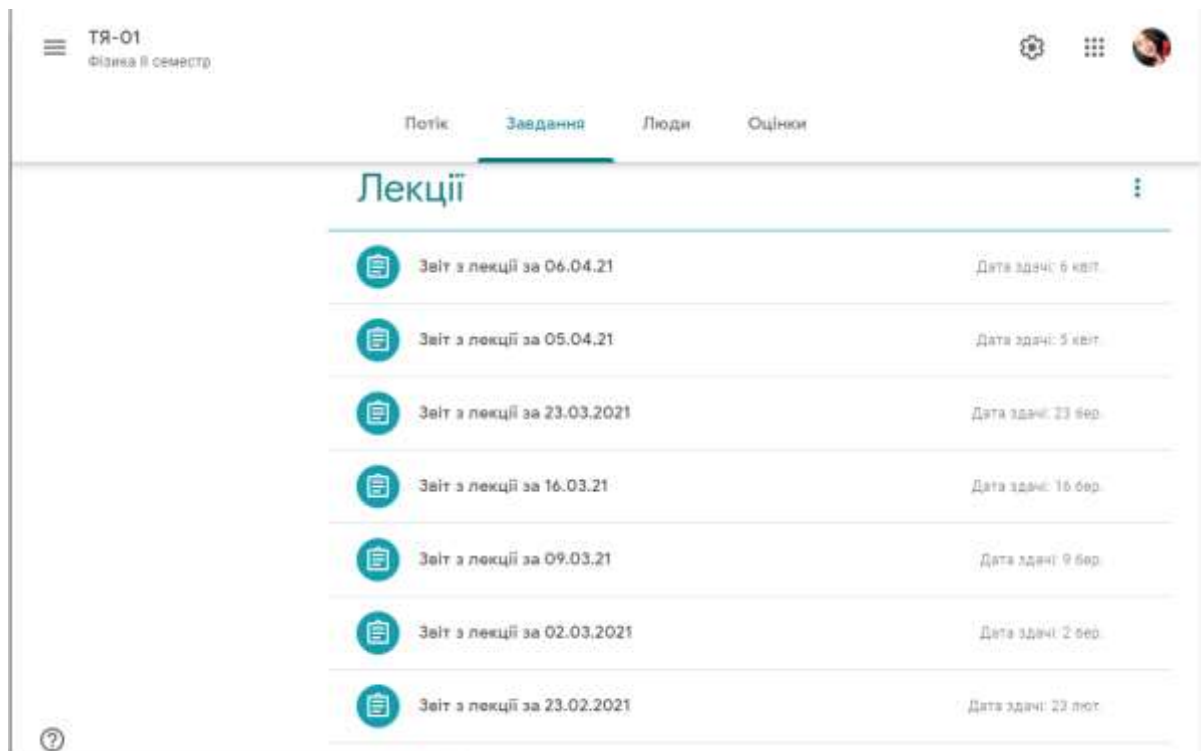 ТЯ-01
Фізика ІІ семестр
Потік Завдання Люди Оцінки
Лекції
Звіт з лекції за 06.04.21 Дата здачі: 6 квіт.
Звіт з лекції за 05.04.21 Дата здачі: 5 квіт.
Звіт з лекції за 23.03.2021 Дата здачі: 23 бер.
Звіт з лекції за 16.03.21 Дата здачі: 16 бер.
Звіт з лекції за 09.03.21 Дата здачі: 9 бер.
Звіт з лекції за 02.03.2021 Дата здачі: 2 бер.
Звіт з лекції за 23.02.2021 Дата здачі: 23 лют.